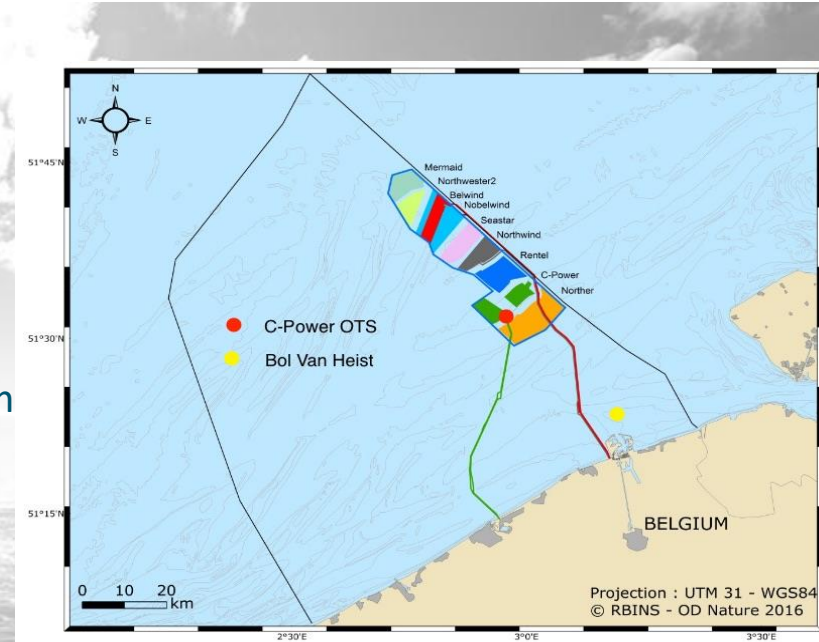 N
W E
S
51°45'N
Mermaid
Northwester2
Belwind
Nobelwind
Seastar
Northwind
Rentel
C-Power
Norther
C-Power OTS
51°30'N
Bol Van Heist
n
51°15'N
BELGIUM
0 10 20
km
Projection : UTM 31 - WGS84
© RBINS - OD Nature 2016
2°30'E 3°0'E 3°30'E